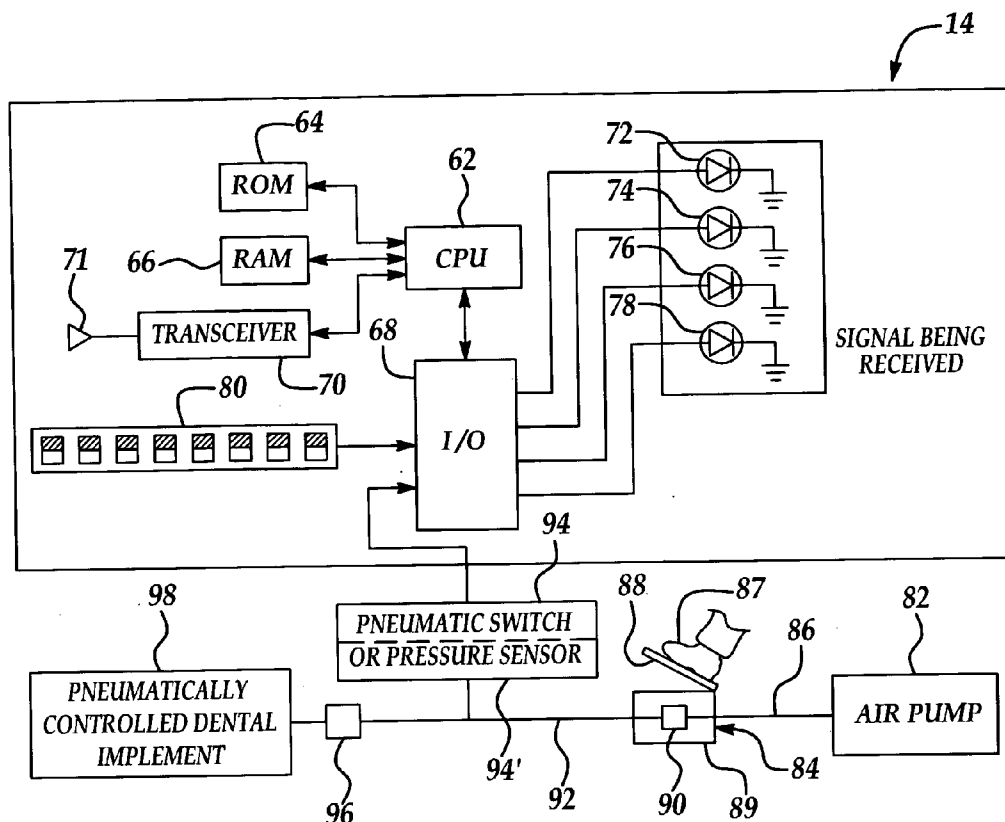 14
64
ROM
62
72
74
76
78
66
RAM
CPU
71
TRANSCEIVER
68
70
SIGNAL BEING
RECEIVED
80
I/O
94
98
PNEUMATIC SWITCH
OR PRESSURE SENSOR
88
87
82
86
PNEUMATICALLY
CONTROLLED DENTAL
IMPLEMENT
AIR PUMP
96
94'
92
90
89
84